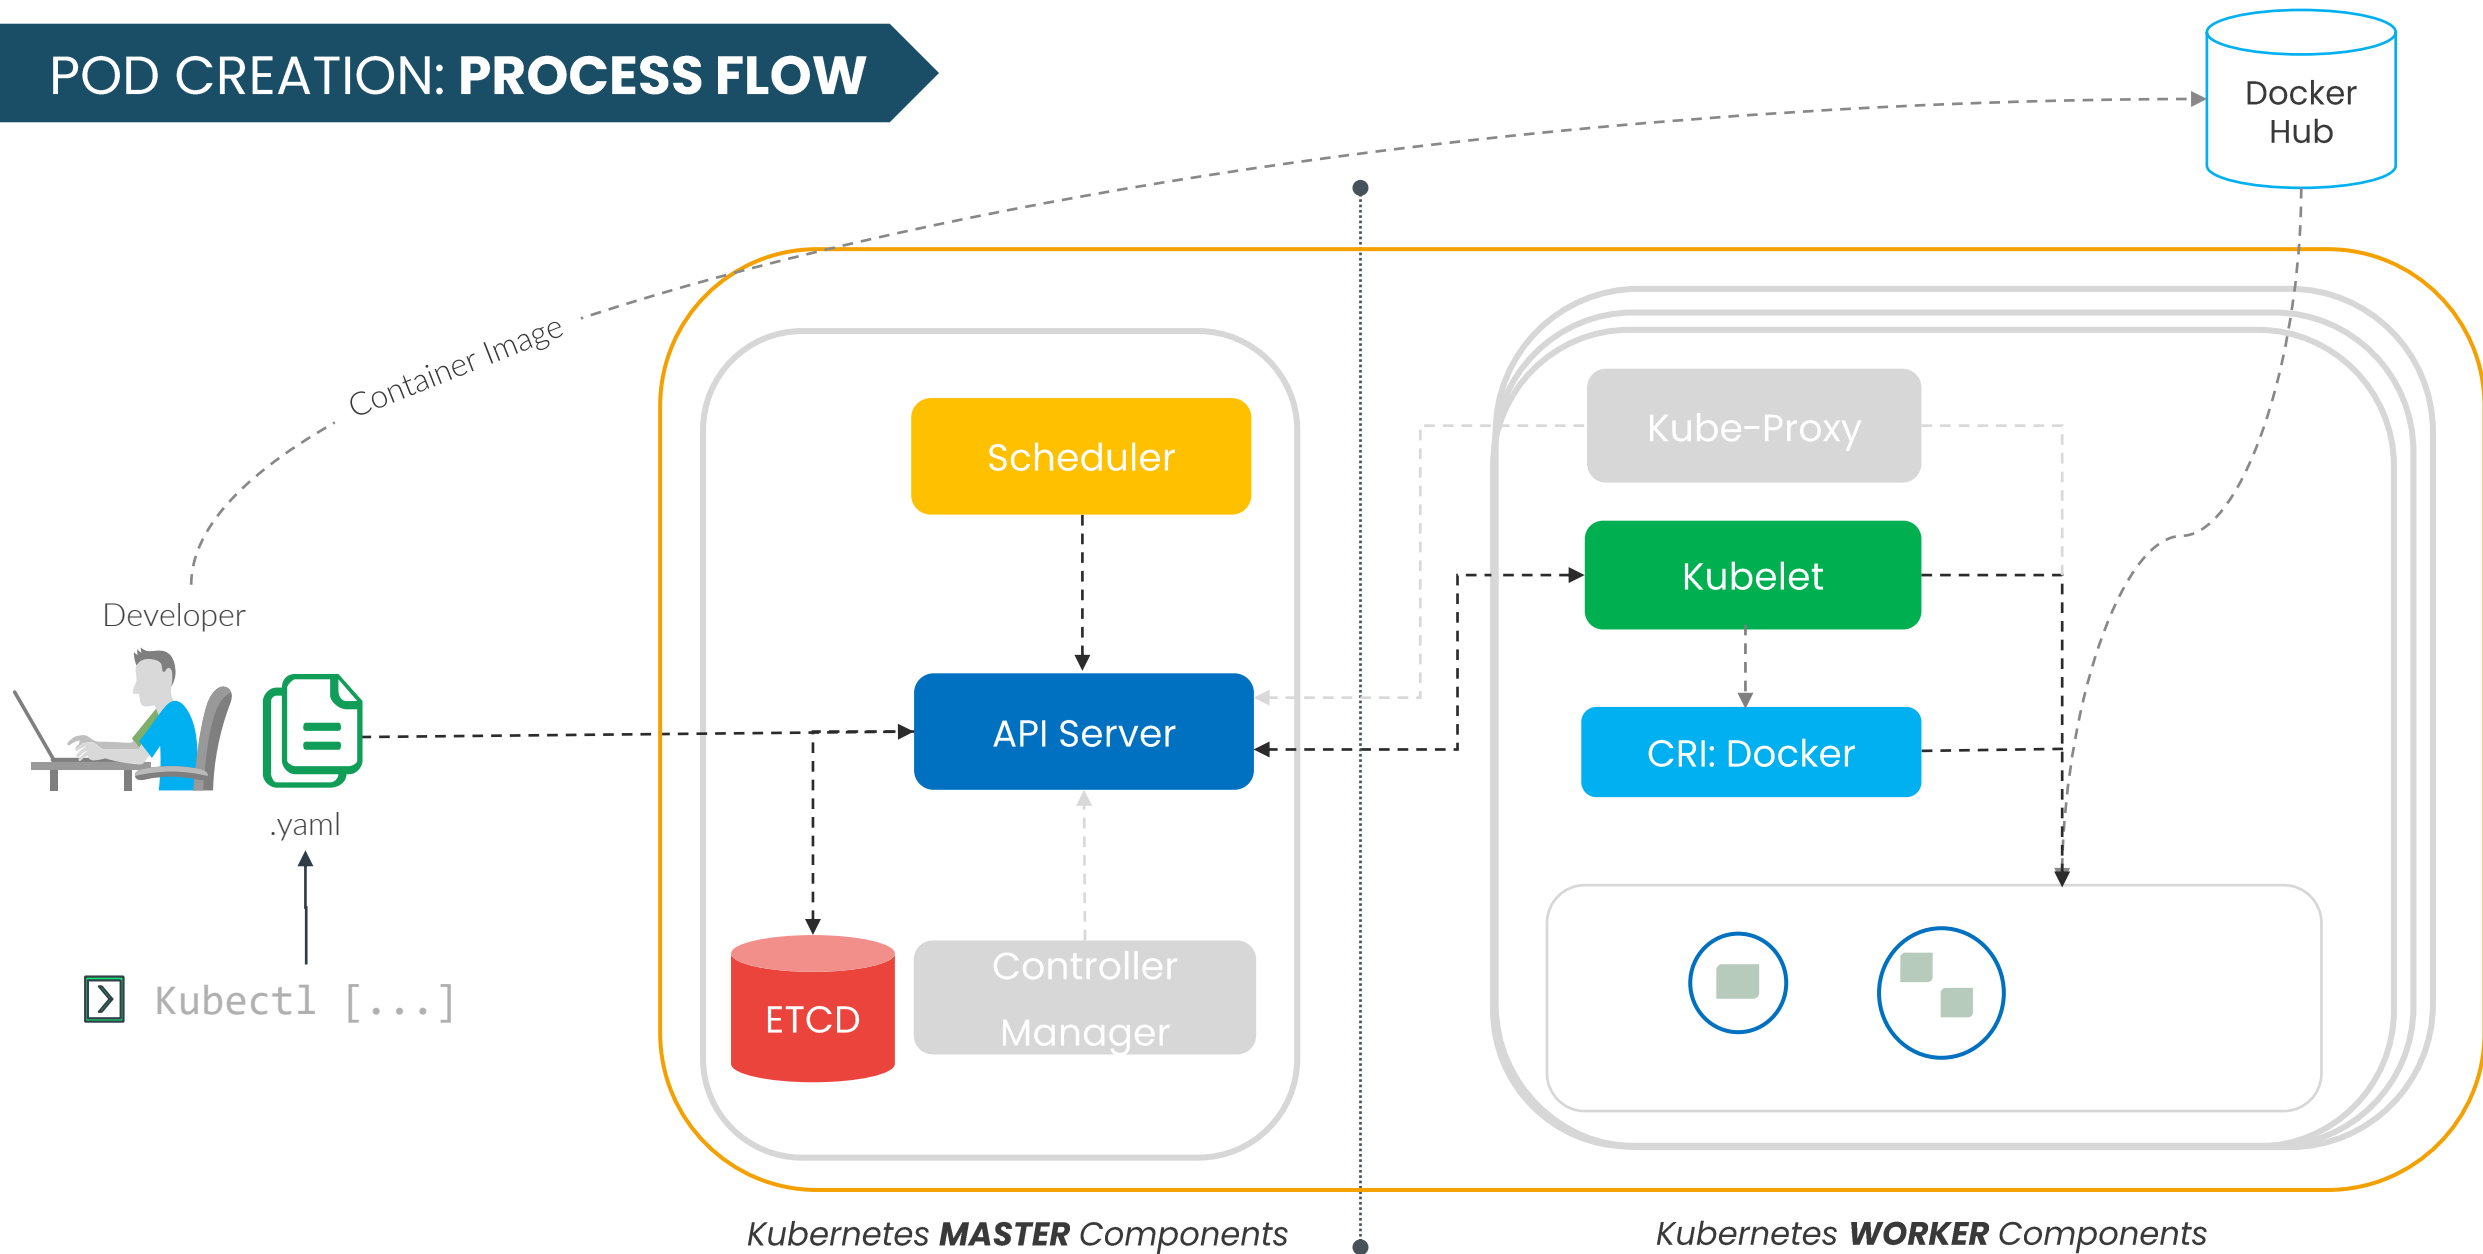 POD CREATION: PROCESS FLOW
Docker
Hub
Container Image
Developer
.yaml
Kubectl [...]
Scheduler
API Server
ETCD
Controller
Manager
Kube-Proxy
Kubelet
CRI: Docker
Kubernetes MASTER Components
Kubernetes WORKER Components